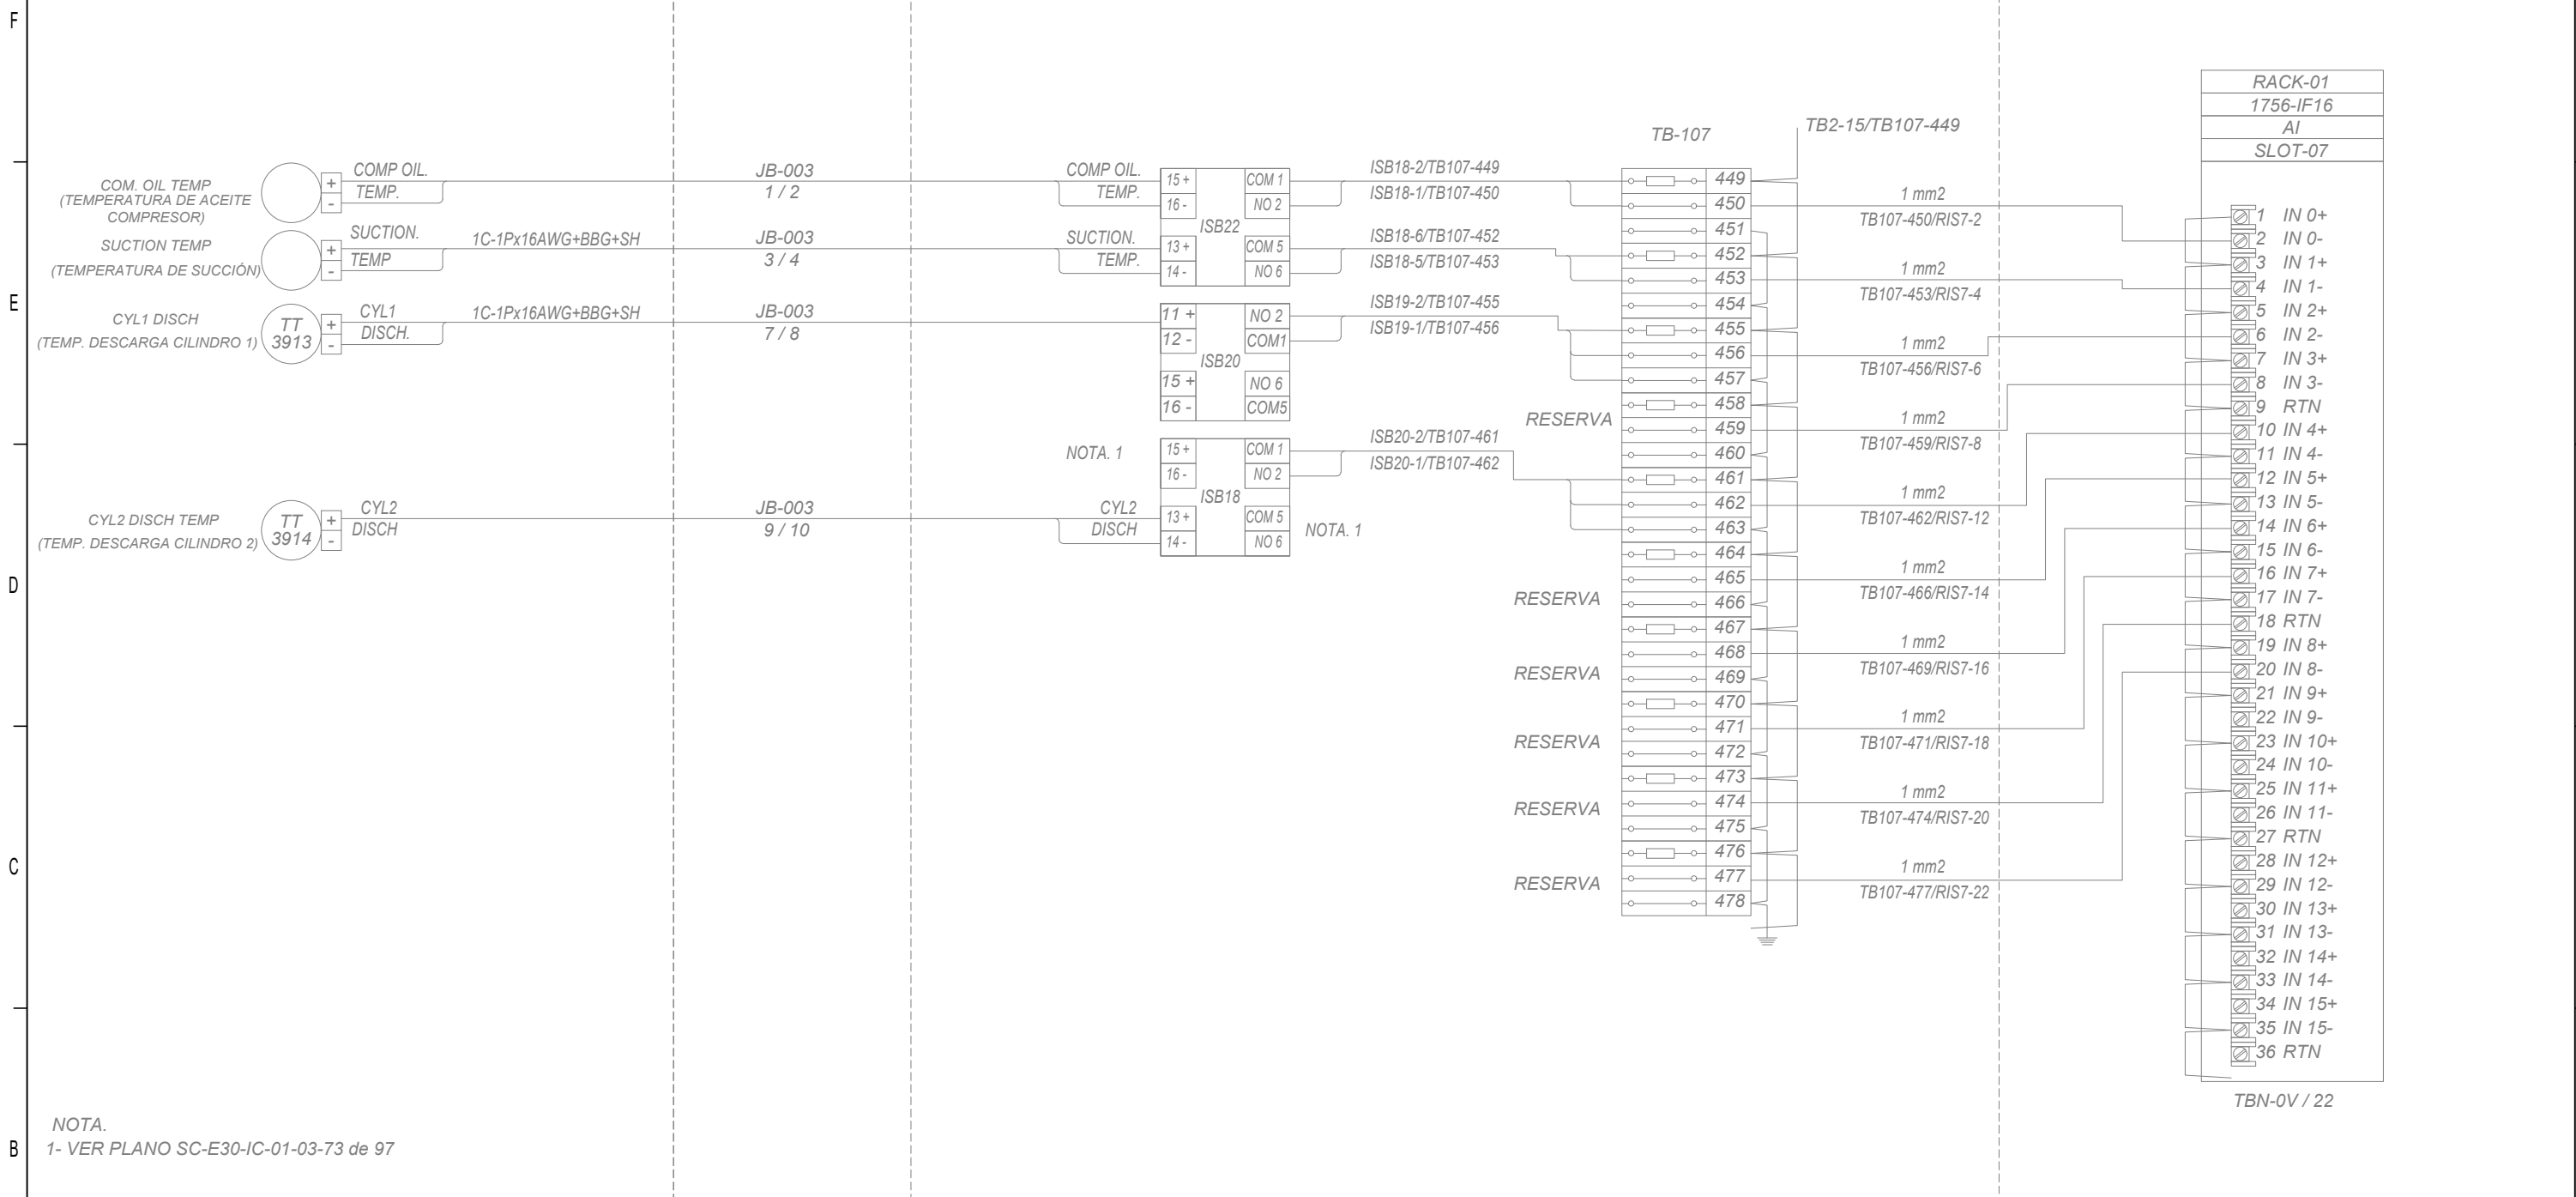 F
E
D
C
B
COM. OIL TEMP
(TEMPERATURA DE ACEITE
COMPRESOR)
+
-
COMP OIL.
TEMP.
JB-003
1 / 2
COMP OIL.
TEMP.
SUCTION TEMP
(TEMPERATURA DE SUCCIÓN)
+
-
SUCTION.
TEMP
1C-1Px16AWG+BBG+SH
JB-003
3 / 4
SUCTION.
TEMP.
CYL1 DISCH
(TEMP. DESCARGA CILINDRO 1)
TT
3913
+
-
CYL1
DISCH.
1C-1Px16AWG+BBG+SH
JB-003
7 / 8
CYL2 DISCH TEMP
(TEMP. DESCARGA CILINDRO 2)
TT
3914
+
-
CYL2
DISCH
JB-003
9 / 10
NOTA. 1
CYL2
DISCH
15 + COM 1
16 - NO 2
ISB22
13 + COM 5
14 - NO 6
11 + NO 2
12 - COM1
ISB20
15 + NO 6
16 - COM5
15 + COM 1
16 - NO 2
ISB18
13 + COM 5
14 - NO 6
NOTA. 1
ISB18-2/TB107-449
ISB18-1/TB107-450
ISB18-6/TB107-452
ISB18-5/TB107-453
ISB19-2/TB107-455
ISB19-1/TB107-456
ISB20-2/TB107-461
ISB20-1/TB107-462
RESERVA
RESERVA
RESERVA
RESERVA
RESERVA
RESERVA
TB-107
449
450
451
452
453
454
455
456
457
458
459
460
461
462
463
464
465
466
467
468
469
470
471
472
473
474
475
476
477
478
TB2-15/TB107-449
1 mm2
TB107-450/RIS7-2
1 mm2
TB107-453/RIS7-4
1 mm2
TB107-456/RIS7-6
1 mm2
TB107-459/RIS7-8
1 mm2
TB107-462/RIS7-12
1 mm2
TB107-466/RIS7-14
1 mm2
TB107-469/RIS7-16
1 mm2
TB107-471/RIS7-18
1 mm2
TB107-474/RIS7-20
1 mm2
TB107-477/RIS7-22
RACK-01
1756-IF16
AI
SLOT-07
1 IN 0+
2 IN 0-
3 IN 1+
4 IN 1-
5 IN 2+
6 IN 2-
7 IN 3+
8 IN 3-
9 RTN
10 IN 4+
11 IN 4-
12 IN 5+
13 IN 5-
14 IN 6+
15 IN 6-
16 IN 7+
17 IN 7-
18 RTN
19 IN 8+
20 IN 8-
21 IN 9+
22 IN 9-
23 IN 10+
24 IN 10-
25 IN 11+
26 IN 11-
27 RTN
28 IN 12+
29 IN 12-
30 IN 13+
31 IN 13-
32 IN 14+
33 IN 14-
34 IN 15+
35 IN 15-
36 RTN
TBN-0V / 22
NOTA.
1- VER PLANO SC-E30-IC-01-03-73 de 97